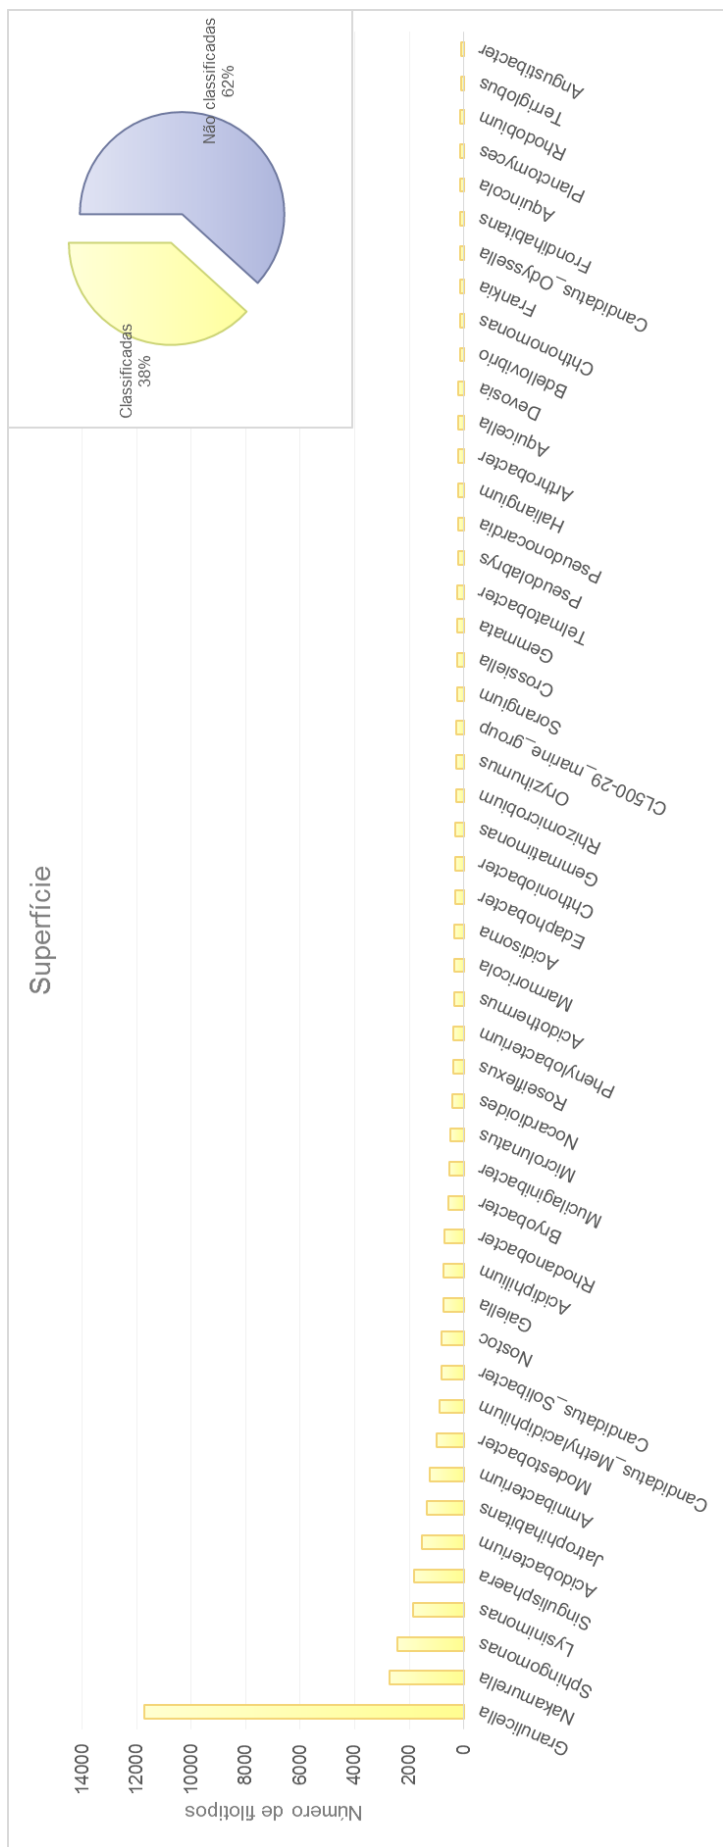 Superfície
Classificadas
38%
Não classificadas
62%
Número de filotipos
14000
12000
10000
8000
6000
4000
2000
0
Granulicella
Nakamurella
Sphingomonas
Lysinimonas
Singulisphaera
Acidobacterium
Jatrophihabitans
Amnibacterium
Modestobacter
Candidatus_Methylacidiphilum
Candidatus_Solibacter
Nostoc
Gaiella
Acidiphilium
Rhodanobacter
Bryobacter
Mucilaginibacter
Microlunatus
Nocardioides
Roseiflexus
Phenylobacterium
Acidothermus
Marmoricola
Acidisoma
Edaphobacter
Chthoniobacter
Gemmatimonas
Rhizomicrobium
Oryzihumus
CL500-29_marine_group
Sorangium
Crossiella
Gemmata
Telmatobacter
Pseudolabrys
Pseudonocardia
Haliangium
Arthrobacter
Aquicella
Devosia
Bdellovibrio
Chthonomonas
Frankia
Candidatus_Odyssella
Frondihabitans
Aquincola
Planctomyces
Rhodobium
Terriglobus
Angustibacter